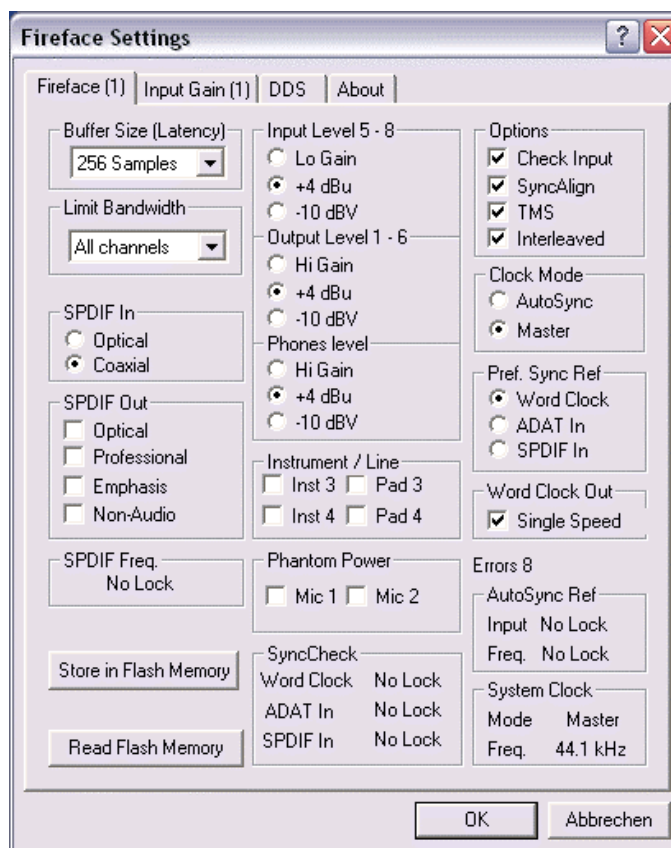 Fireface Settings
Fireface (1) Input Gain (1) DDS About
Buffer Size (Latency)
256 Samples
Limit Bandwidth
All channels
SPDIF In
Optical
Coaxial
SPDIF Out
Optical
Professional
Emphasis
Non-Audio
SPDIF Freq.
No Lock
Store in Flash Memory
Read Flash Memory
Input Level 5 - 8
Lo Gain
+4 dBu
-10 dBV
Output Level 1 - 6
Hi Gain
+4 dBu
-10 dBV
Phones level
Hi Gain
+4 dBu
-10 dBV
Instrument / Line
Inst 3 Pad 3
Inst 4 Pad 4
Phantom Power
Mic 1 Mic 2
SyncCheck
Word Clock No Lock
ADAT In No Lock
SPDIF In No Lock
Options
Check Input
SyncAlign
TMS
Interleaved
Clock Mode
AutoSync
Master
Pref. Sync Ref
Word Clock
ADAT In
SPDIF In
Word Clock Out
Single Speed
Errors 8
AutoSync Ref
Input No Lock
Freq. No Lock
System Clock
Mode Master
Freq. 44.1 kHz
OK Abbrechen